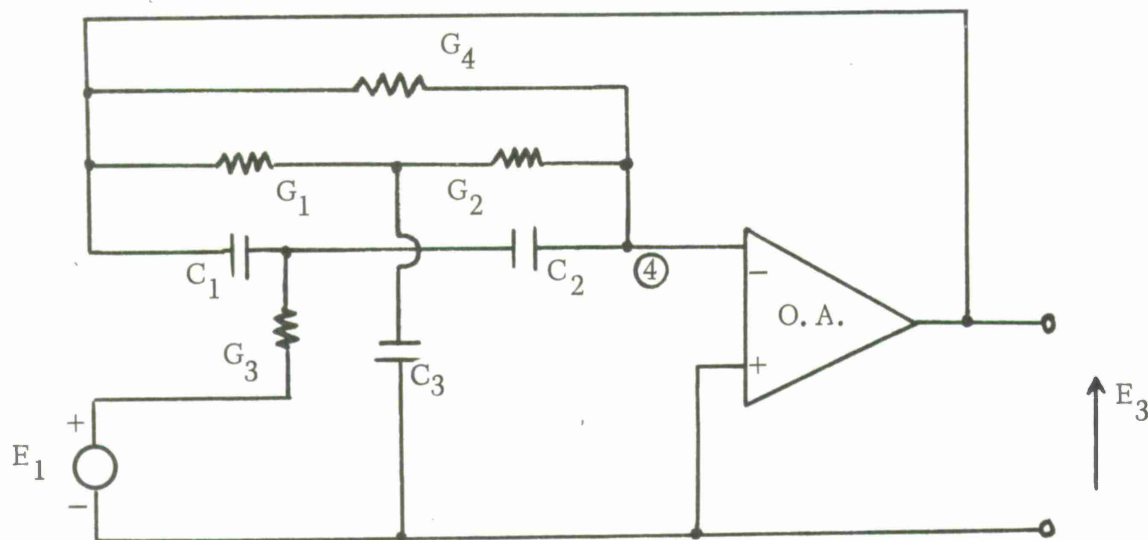 G4
G1
G2
C1
C2
④
−
O. A.
+
G3
C3
E3
+
E1
−